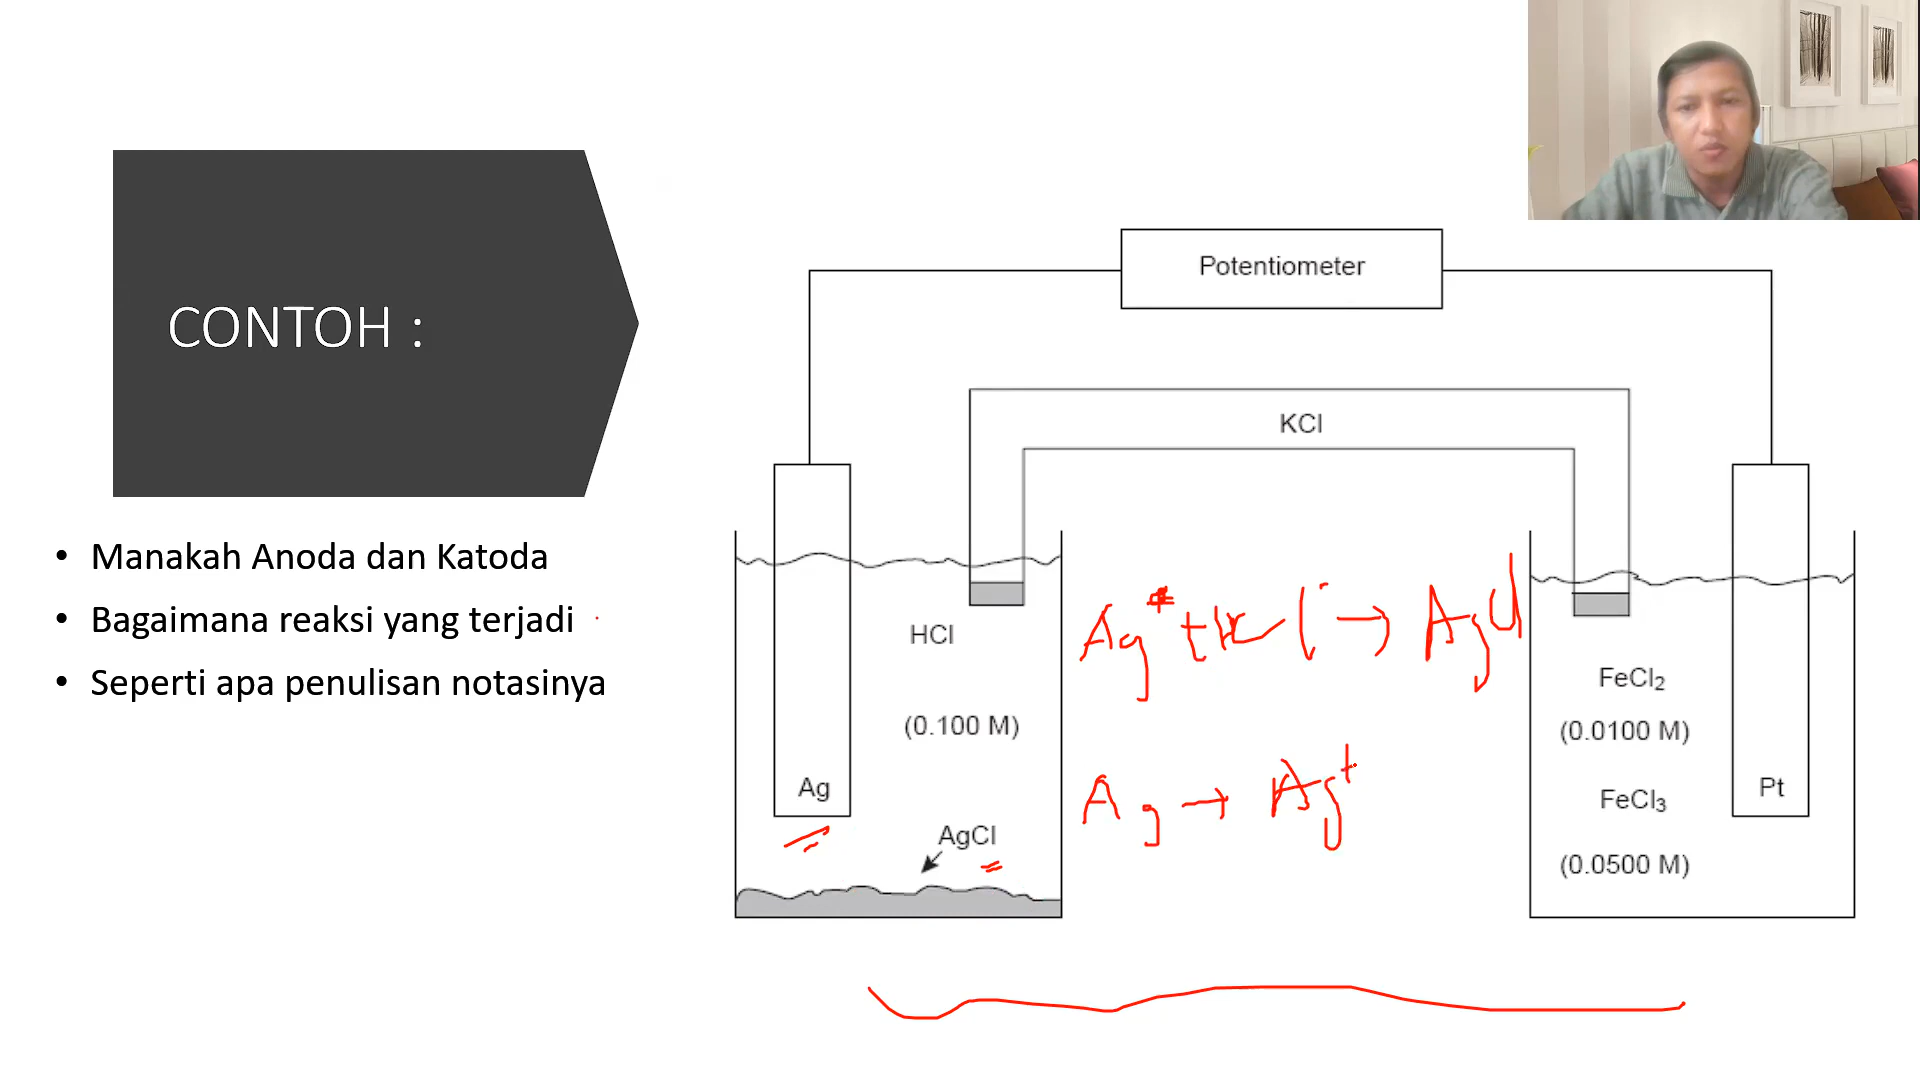 CONTOH :
• Manakah Anoda dan Katoda
• Bagaimana reaksi yang terjadi
• Seperti apa penulisan notasinya
Potentiometer
KCl
HCl
(0.100 M)
Ag
AgCl
Ag⁺ + Cl⁻ → AgCl
Ag → Ag⁺
FeCl₂
(0.0100 M)
FeCl₃
(0.0500 M)
Pt